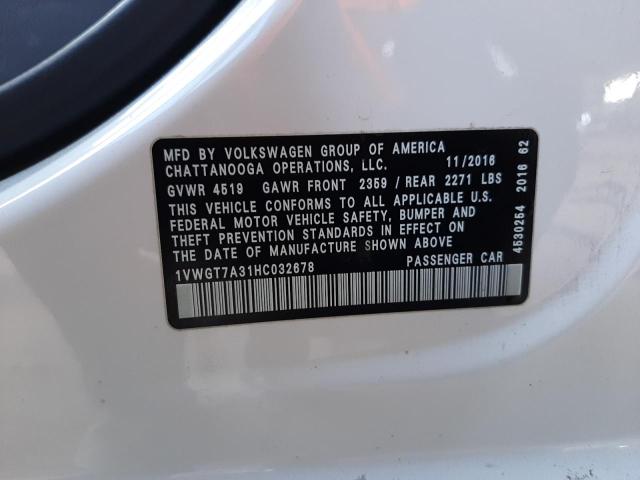 MFD BY VOLKSWAGEN GROUP OF AMERICA
CHATTANOOGA OPERATIONS, LLC. 11/2016
GVWR 4519 GAWR FRONT 2359 / REAR 2271 LBS
THIS VEHICLE CONFORMS TO ALL APPLICABLE U.S.
FEDERAL MOTOR VEHICLE SAFETY, BUMPER AND
THEFT PREVENTION STANDARDS IN EFFECT ON
THE DATE OF MANUFACTURE SHOWN ABOVE
1VWGT7A31HC032678 PASSENGER CAR
4530254 2016 62